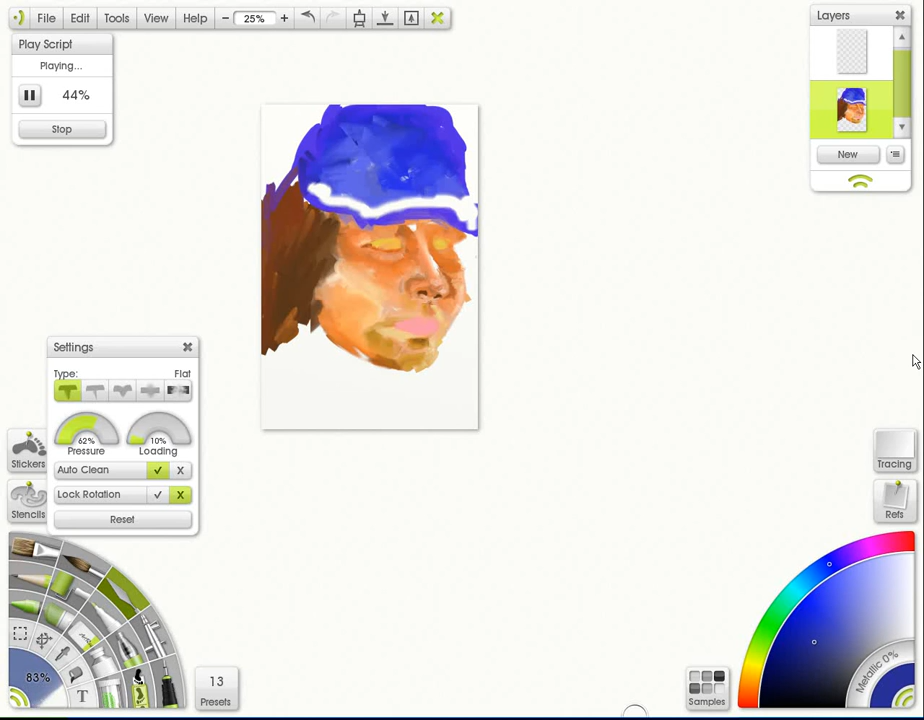 File Edit Tools View Help − 25% +
Play Script
Playing...
44%
Stop
Layers
New
Settings
Type: Flat
62% 10%
Pressure Loading
Auto Clean
Lock Rotation
Reset
Stickers
Stencils
83%
T
13
Presets
Tracing
Refs
Samples
Metallic 0%